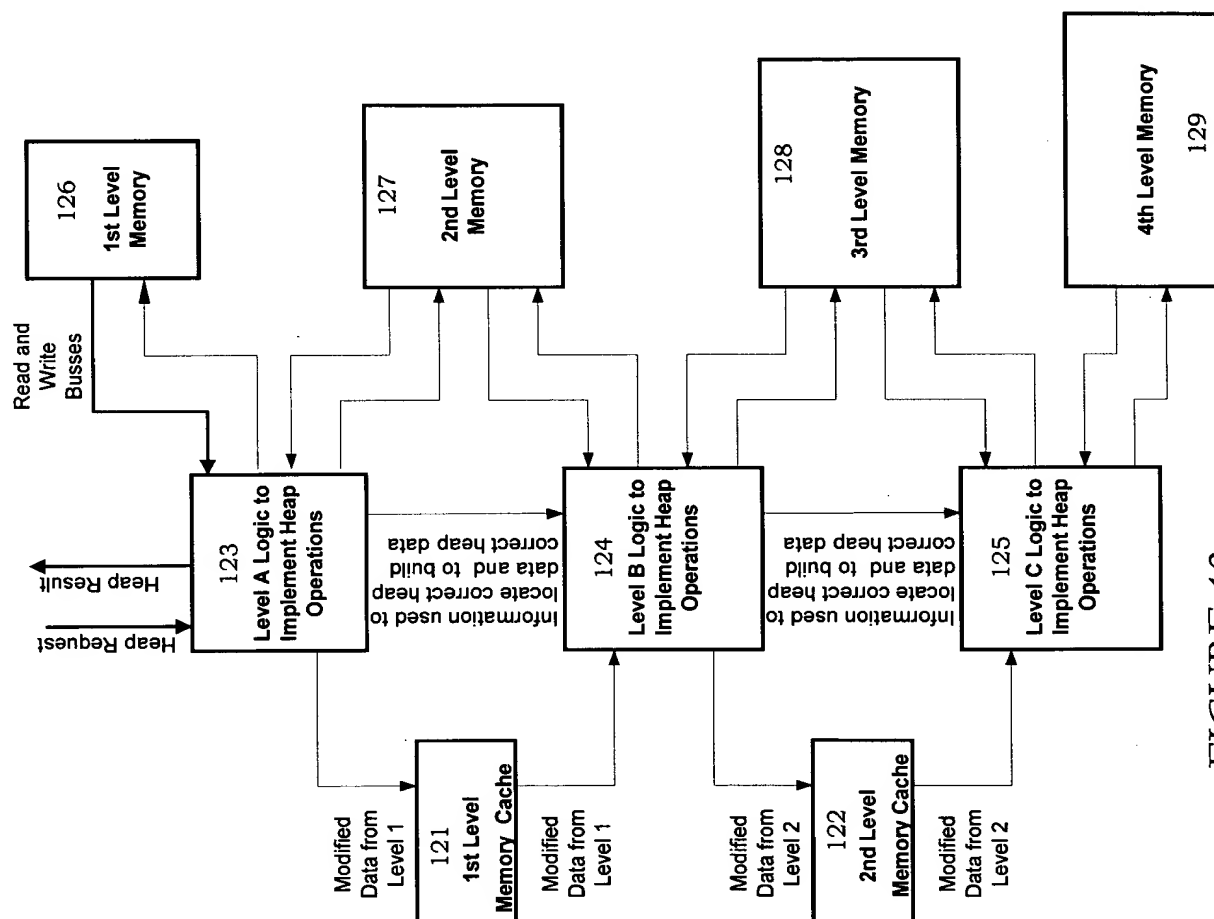 Read and
Write
Busses
126
1st Level
Memory
127
2nd Level
Memory
128
3rd Level Memory
129
4th Level Memory
Heap Request
Heap Result
123
Level A Logic to
Implement Heap
Operations
Information used to
locate correct heap
data and to build
correct heap data
124
Level B Logic to
Implement Heap
Operations
Information used to
locate correct heap
data and to build
correct heap data
125
Level C Logic to
Implement Heap
Operations
Modified
Data from
Level 1
121
1st Level
Memory Cache
Modified
Data from
Level 1
Modified
Data from
Level 2
122
2nd Level
Memory Cache
Modified
Data from
Level 2
FIGURE